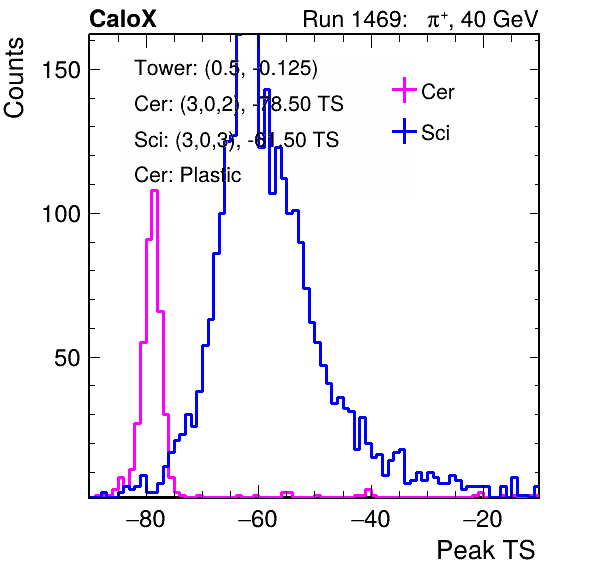 CaloX Run 1469: π+, 40 GeV
Counts
Tower: (0.5, -0.125)
Cer: (3,0,2), -78.50 TS
Sci: (3,0,3), -61.50 TS
Cer: Plastic
Cer
Sci
150
100
50
−80 −60 −40 −20
Peak TS